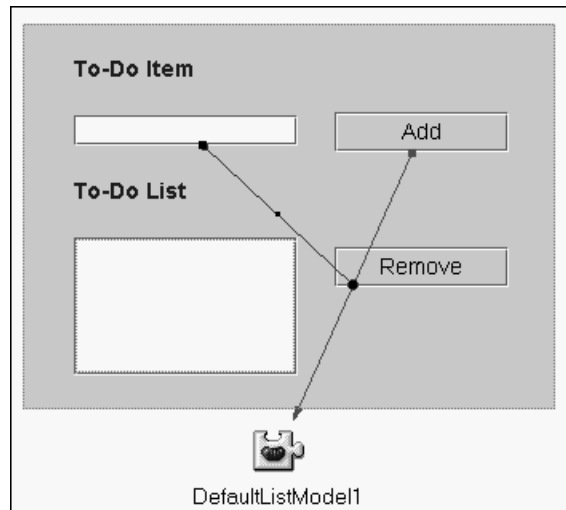 To-Do Item
Add
To-Do List
Remove
DefaultListModel1